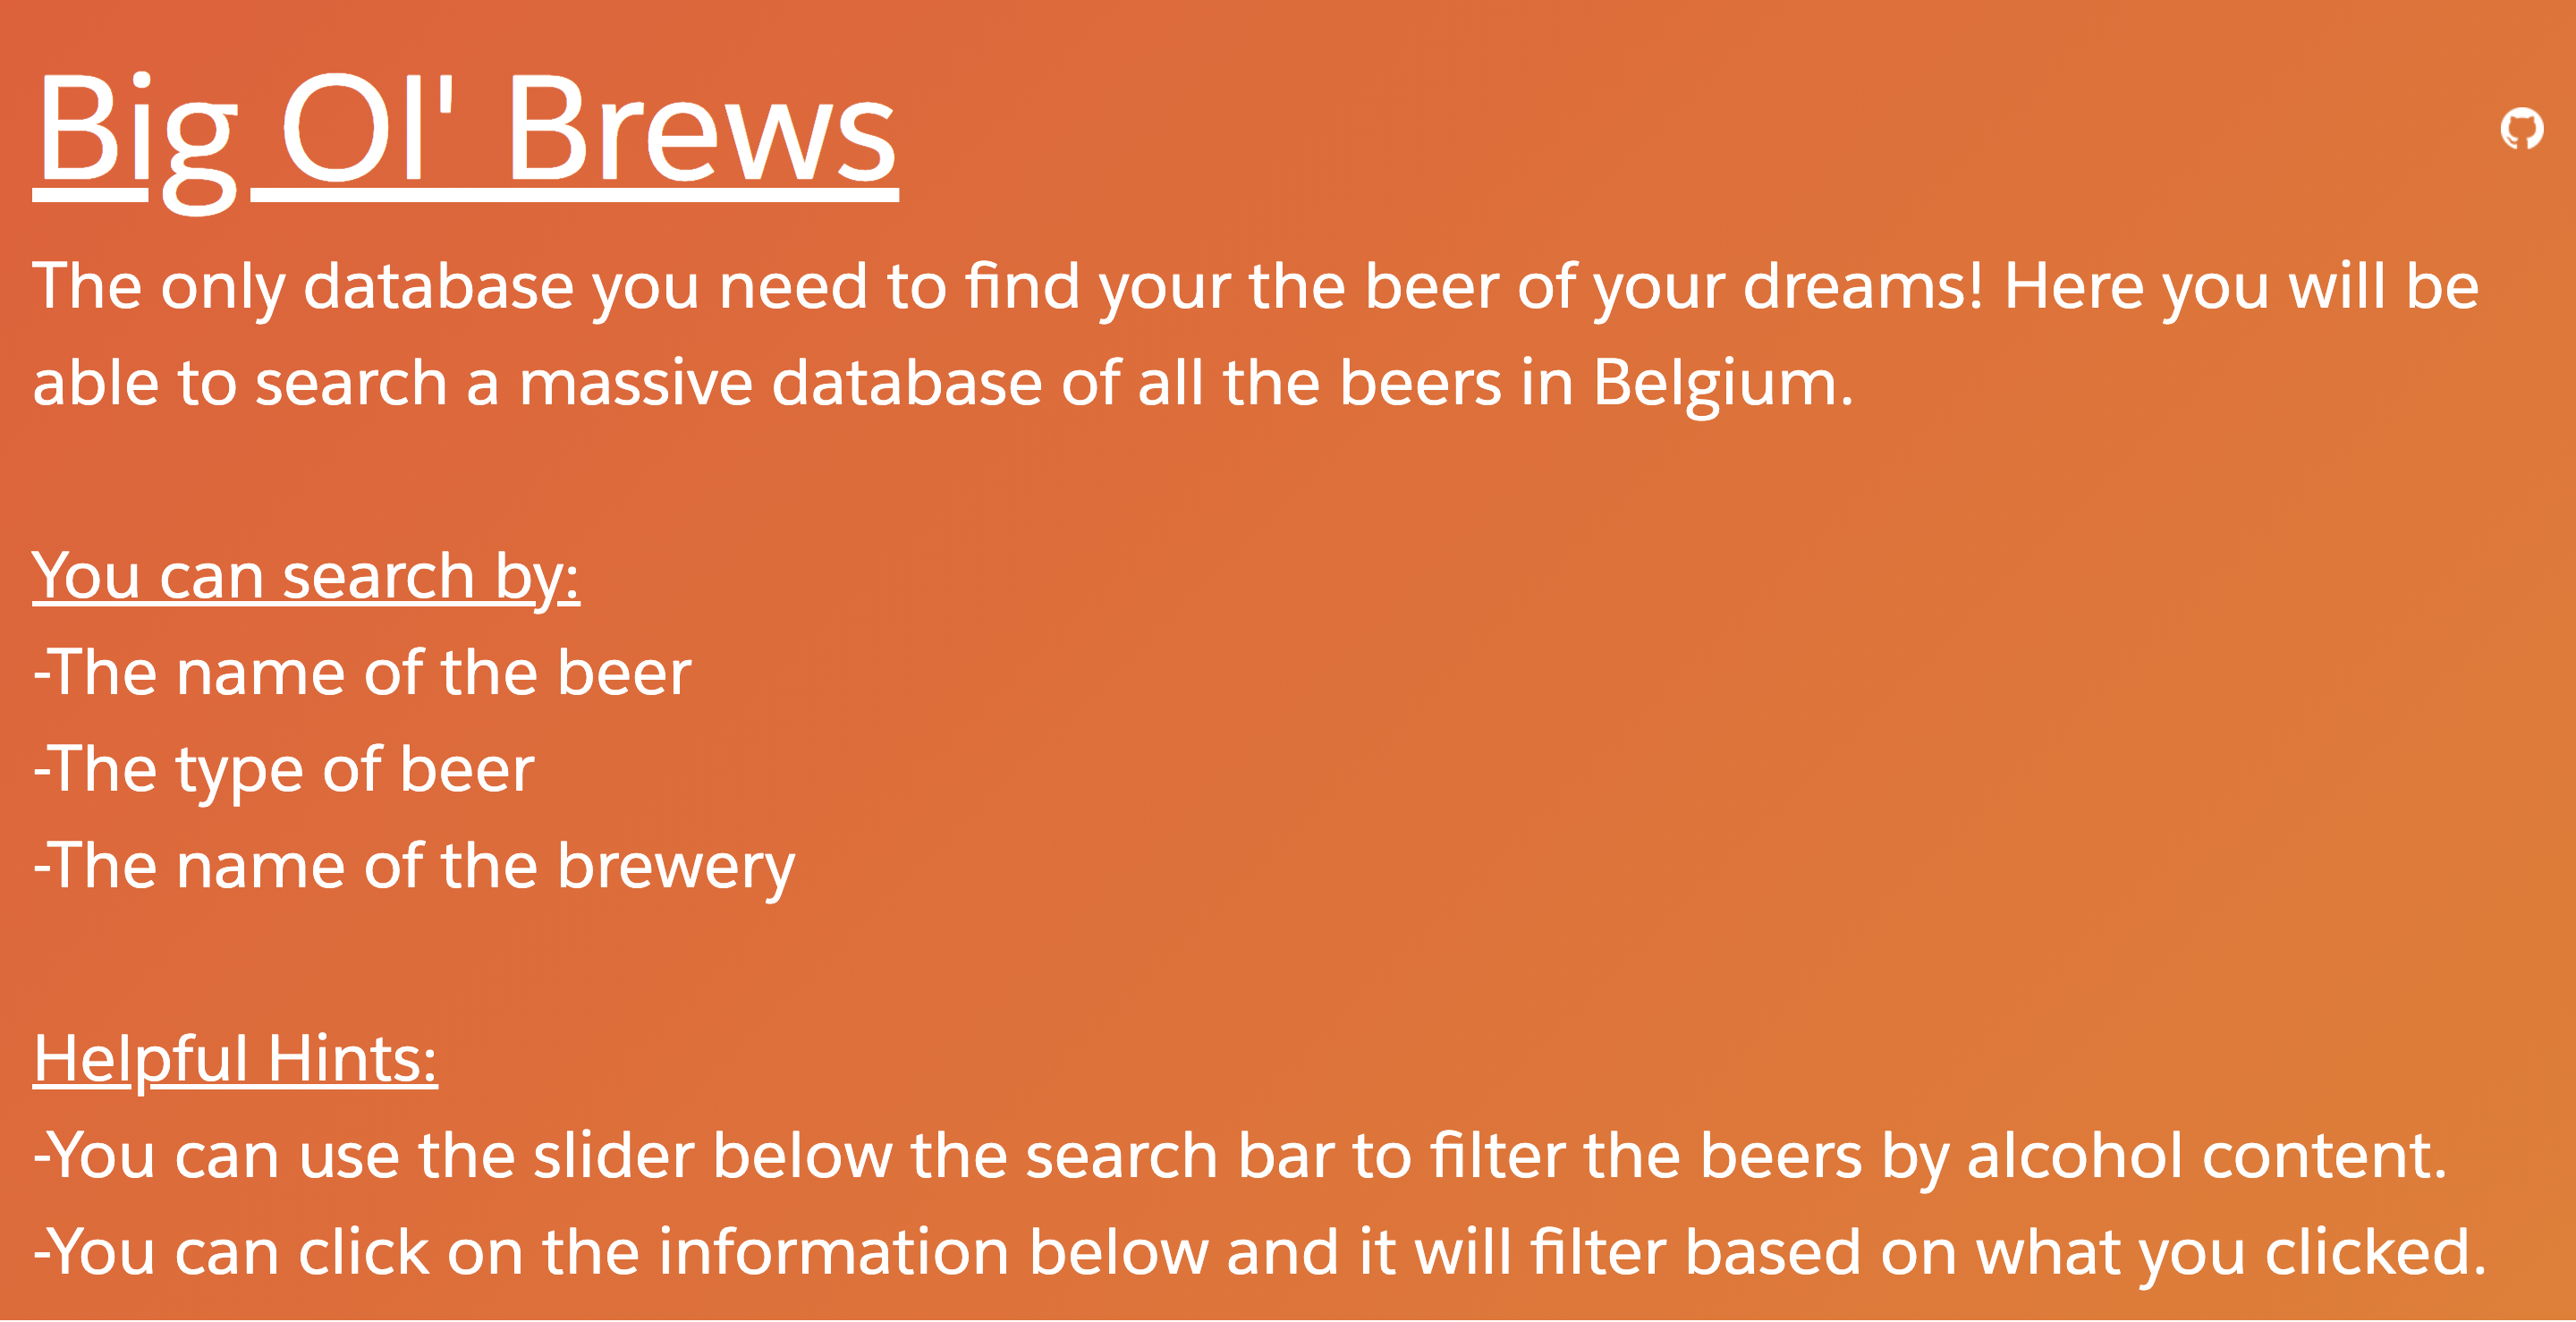 Big Ol' Brews
The only database you need to find your the beer of your dreams! Here you will be
able to search a massive database of all the beers in Belgium.
You can search by:
-The name of the beer
-The type of beer
-The name of the brewery
Helpful Hints:
-You can use the slider below the search bar to filter the beers by alcohol content.
-You can click on the information below and it will filter based on what you clicked.